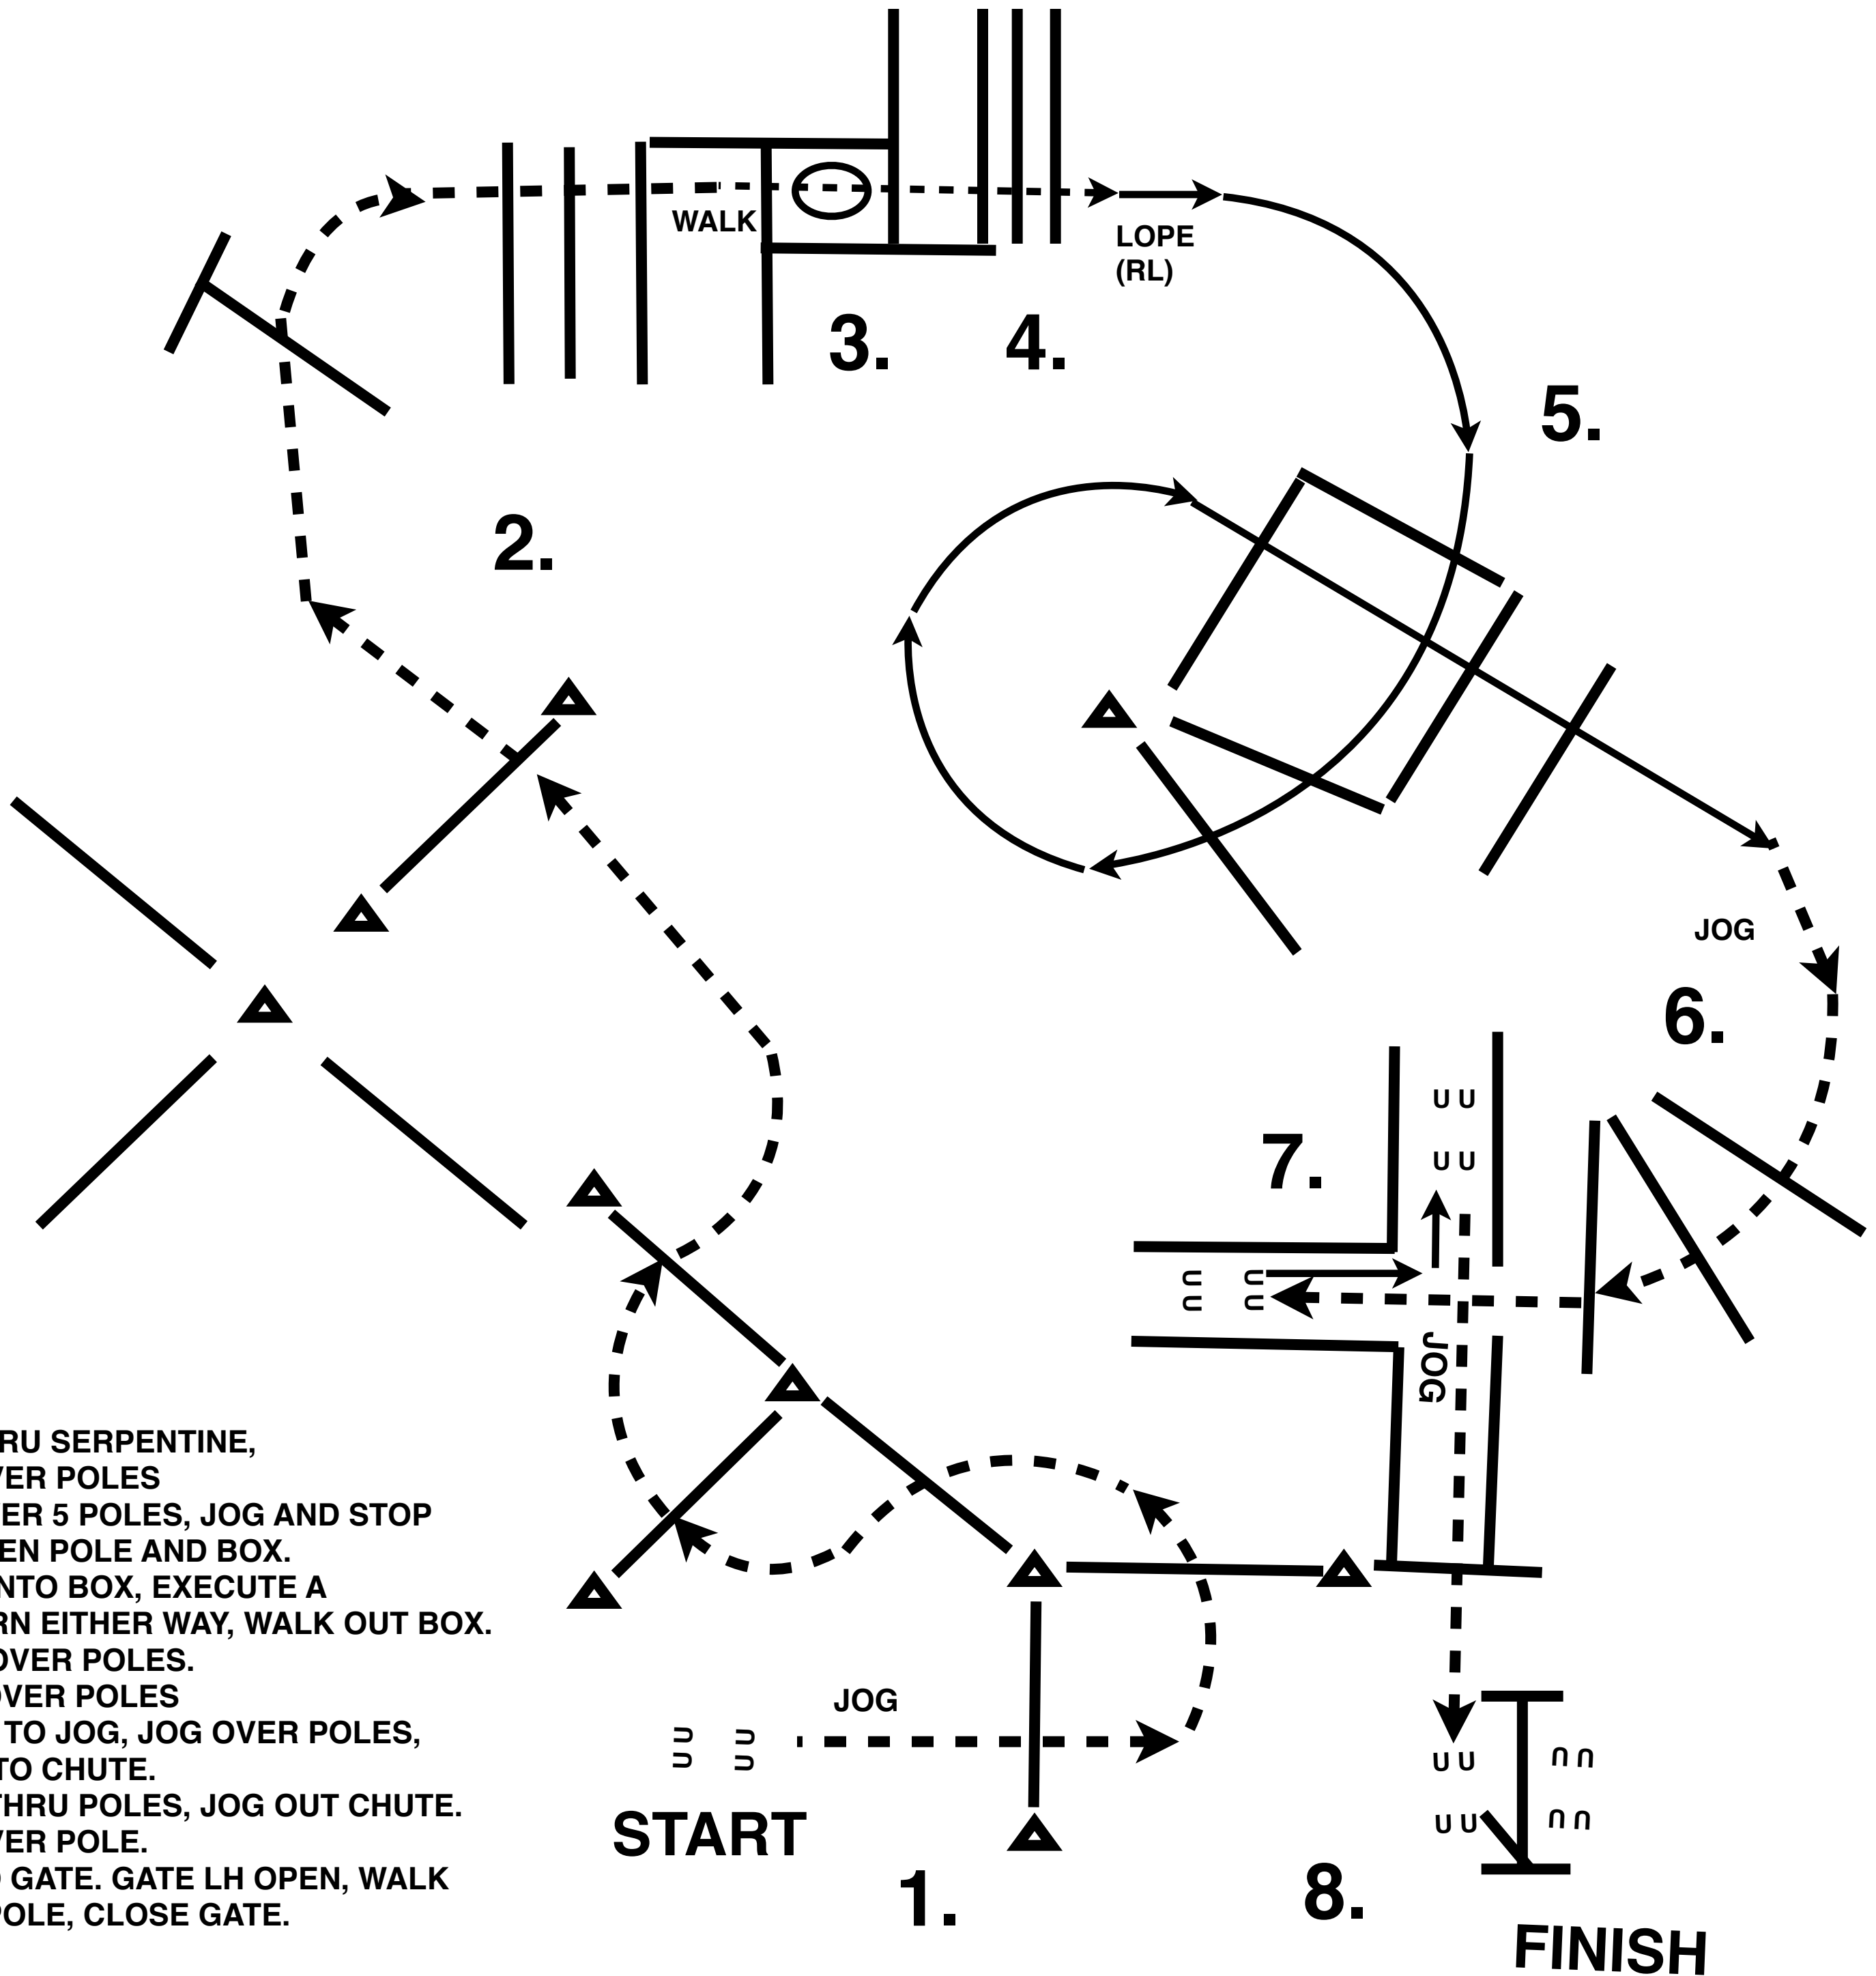 WALK
LOPE
(RL)
3.
4.
5.
2.
JOG
6.
7.
JOG
RU SERPENTINE,
VER POLES
ER 5 POLES, JOG AND STOP
EN POLE AND BOX.
NTO BOX, EXECUTE A
RN EITHER WAY, WALK OUT BOX.
OVER POLES.
OVER POLES
TO JOG, JOG OVER POLES,
TO CHUTE.
THRU POLES, JOG OUT CHUTE.
VER POLE.
GATE. GATE LH OPEN, WALK
POLE, CLOSE GATE.
JOG
START
1.
8.
FINISH